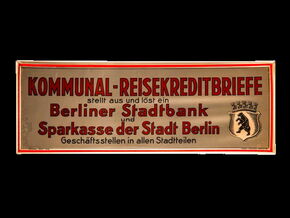 KOMMUNAL-REISEKREDITBRIEFE
stellt aus und löst ein
Berliner Stadtbank
und
Sparkasse der Stadt Berlin
Geschäftsstellen in allen Stadtteilen